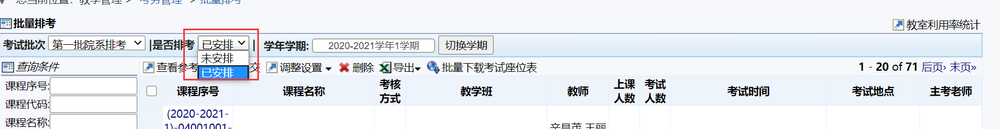 您当前位置: 教学管理 > 考务管理 > 批量排考
批量排考
教室利用率统计
考试批次 第一批院系排考 |是否排考 已安排 | 学年学期: 2020-2021学年1学期 切换学期
未安排
已安排
查询条件
查看参考 交 调整设置 删除 导出 批量下载考试座位表 1 - 20 of 71 后页› 末页»
课程序号:
课程代码:
课程名称:
课程序号 课程名称 考核方式 教学班 教师 上课人数 考试人数 考试时间 考试地点 主考老师
(2020-2021-
1)-04001001-
辛昌茂,王丽